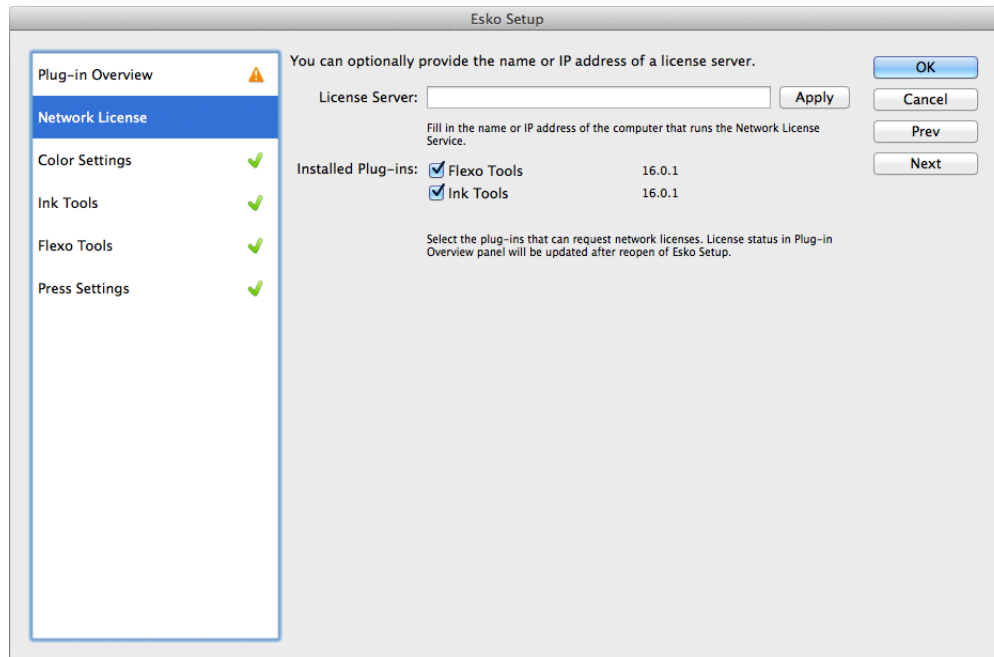 Esko Setup
Plug-in Overview
Network License
Color Settings
Ink Tools
Flexo Tools
Press Settings
You can optionally provide the name or IP address of a license server.
License Server:
Apply
Fill in the name or IP address of the computer that runs the Network License
Service.
Installed Plug-ins:
Flexo Tools 16.0.1
Ink Tools 16.0.1
Select the plug-ins that can request network licenses. License status in Plug-in
Overview panel will be updated after reopen of Esko Setup.
OK
Cancel
Prev
Next